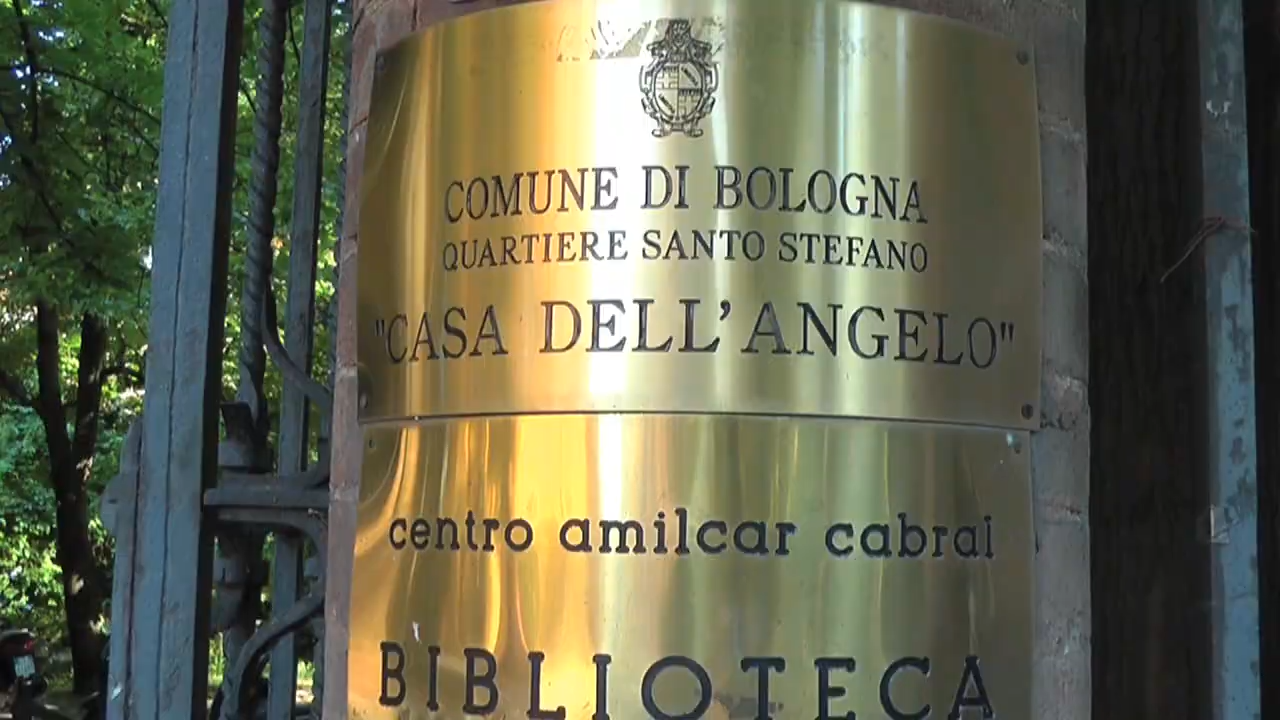 COMUNE DI BOLOGNA
QUARTIERE SANTO STEFANO
"CASA DELL'ANGELO"
centro amilcar cabral
BIBLIOTECA